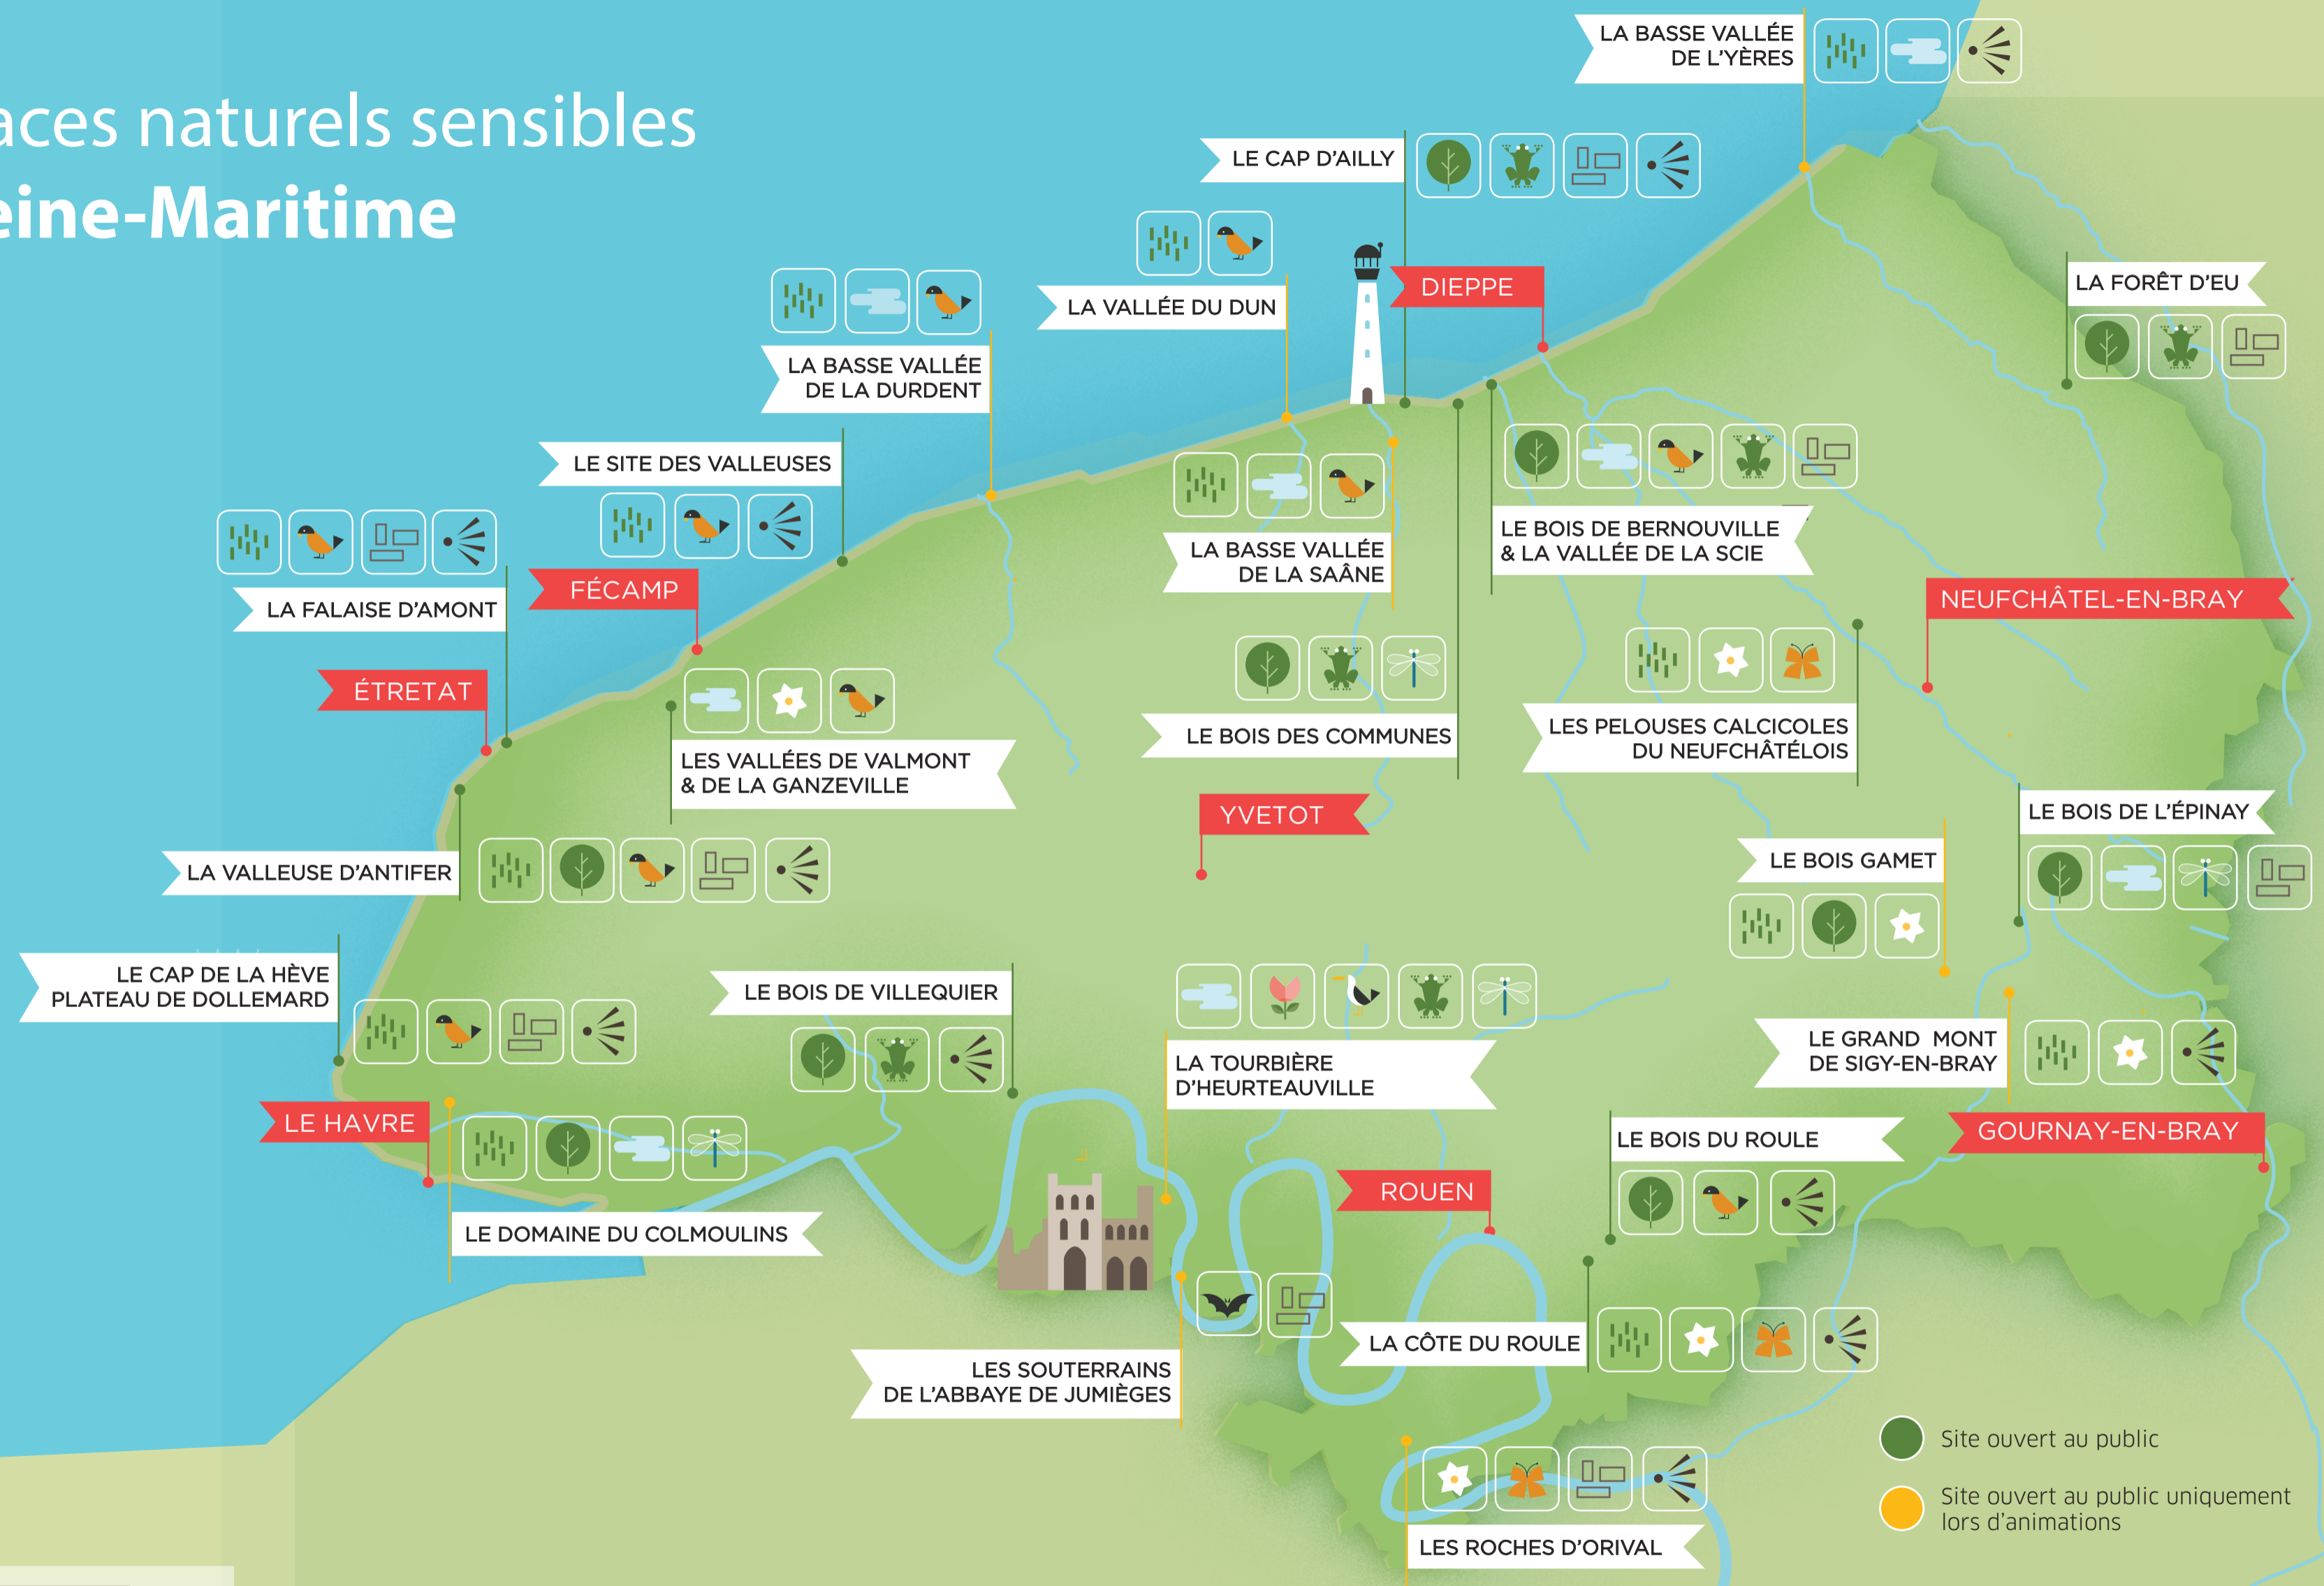 aces naturels sensibles
eine-Maritime
LA BASSE VALLÉE
DE L'YÈRES
LE CAP D'AILLY
DIEPPE
LA FORÊT D'EU
LA VALLÉE DU DUN
LA BASSE VALLÉE
DE LA DURDENT
LE SITE DES VALLEUSES
LA BASSE VALLÉE
DE LA SAÂNE
LE BOIS DE BERNOUVILLE
& LA VALLÉE DE LA SCIE
LA FALAISE D'AMONT
FÉCAMP
NEUFCHÂTEL-EN-BRAY
ÉTRETAT
LES VALLÉES DE VALMONT
& DE LA GANZEVILLE
LE BOIS DES COMMUNES
LES PELOUSES CALCICOLES
DU NEUFCHÂTÉLOIS
YVETOT
LE BOIS DE L'ÉPINAY
LA VALLEUSE D'ANTIFER
LE BOIS GAMET
LE CAP DE LA HÈVE
PLATEAU DE DOLLEMARD
LE BOIS DE VILLEQUIER
LA TOURBIÈRE
D'HEURTEAUVILLE
LE GRAND MONT
DE SIGY-EN-BRAY
LE HAVRE
LE BOIS DU ROULE
GOURNAY-EN-BRAY
ROUEN
LE DOMAINE DU COLMOULINS
LA CÔTE DU ROULE
LES SOUTERRAINS
DE L'ABBAYE DE JUMIÈGES
LES ROCHES D'ORIVAL
Site ouvert au public
Site ouvert au public uniquement
lors d'animations